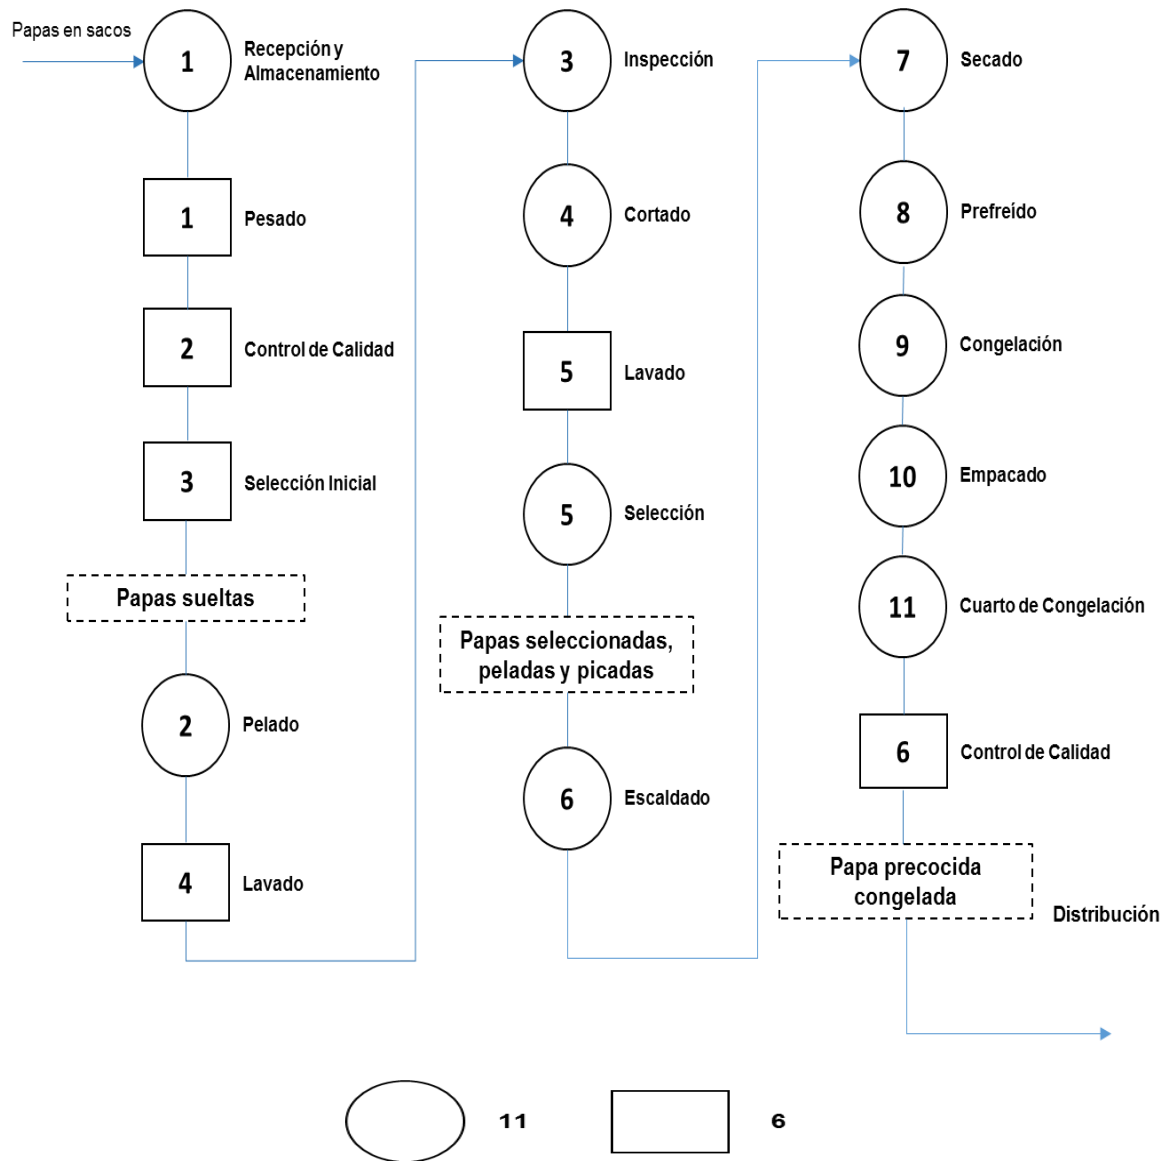 Papas en sacos
1
Recepción y
Almacenamiento
1
Pesado
2
Control de Calidad
3
Selección Inicial
Papas sueltas
2
Pelado
4
Lavado
3
Inspección
4
Cortado
5
Lavado
5
Selección
Papas seleccionadas,
peladas y picadas
6
Escaldado
7
Secado
8
Prefreído
9
Congelación
10
Empacado
11
Cuarto de Congelación
6
Control de Calidad
Papa precocida
congelada
Distribución
11
6